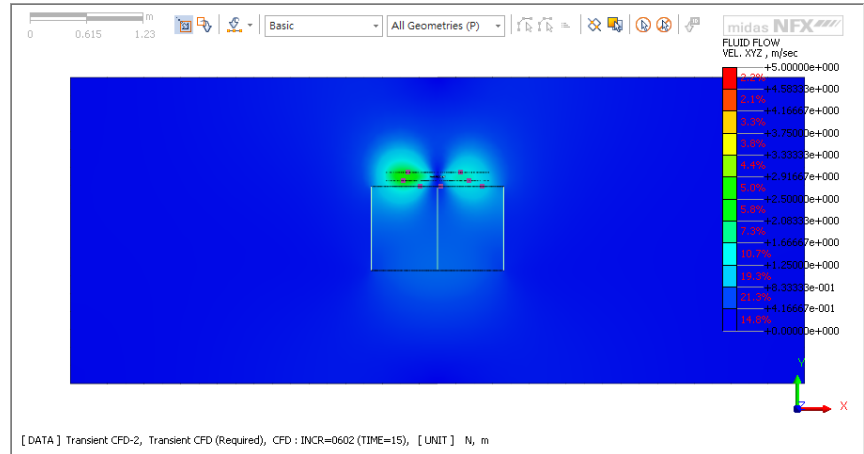 m
0 0.615 1.23
Basic
All Geometries (P)
midas NFX
FLUID FLOW
VEL. XYZ , m/sec
+5.00000e+000
2.2%
+4.58333e+000
2.1%
+4.16667e+000
3.3%
+3.75000e+000
3.8%
+3.33333e+000
4.4%
+2.91667e+000
5.0%
+2.50000e+000
5.8%
+2.08333e+000
7.3%
+1.66667e+000
10.7%
+1.25000e+000
19.3%
+8.33333e-001
21.3%
+4.16667e-001
14.8%
+0.00000e+000
Y
Z
X
[ DATA ] Transient CFD-2, Transient CFD (Required), CFD : INCR=0602 (TIME=15), [ UNIT ] N, m